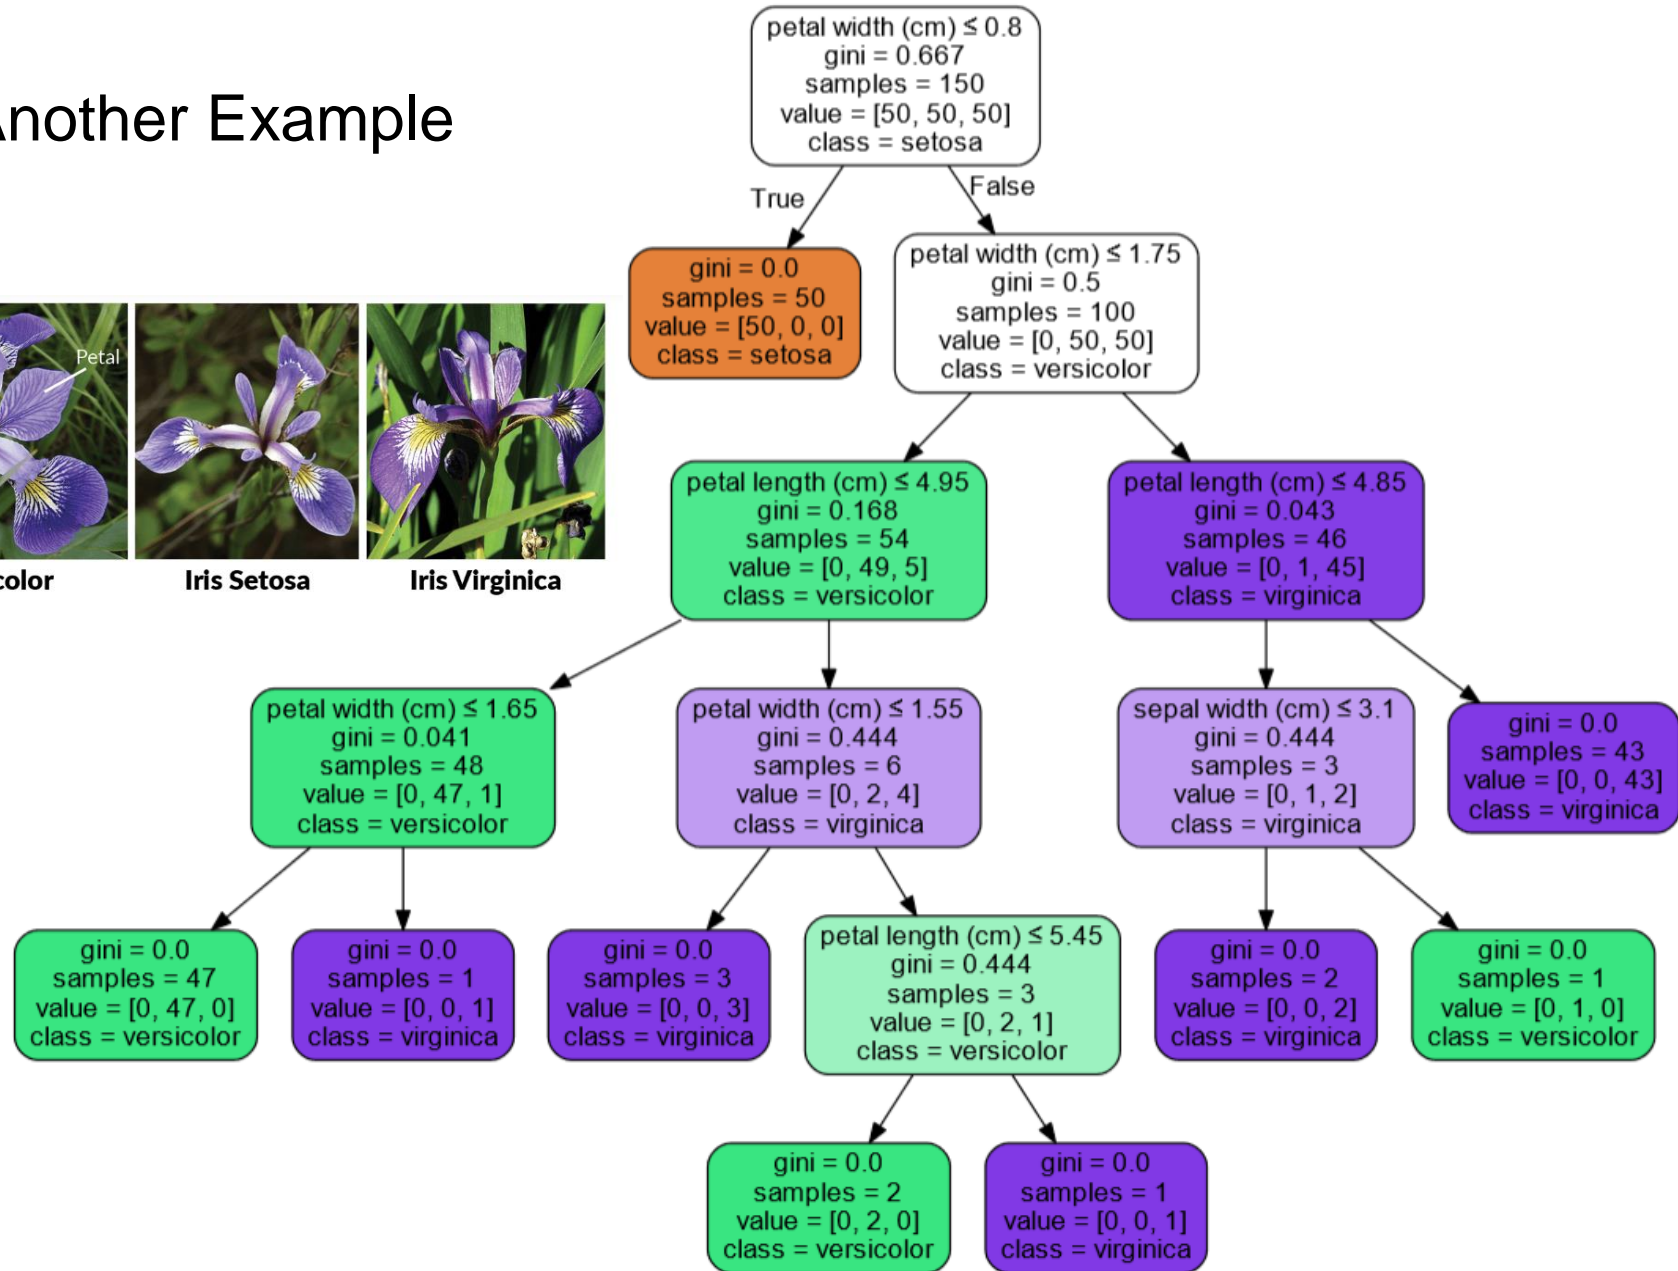 Another Example
petal width (cm) ≤ 0.8
gini = 0.667
samples = 150
value = [50, 50, 50]
class = setosa
True
False
gini = 0.0
samples = 50
value = [50, 0, 0]
class = setosa
petal width (cm) ≤ 1.75
gini = 0.5
samples = 100
value = [0, 50, 50]
class = versicolor
Petal
color
Iris Setosa
Iris Virginica
petal length (cm) ≤ 4.95
gini = 0.168
samples = 54
value = [0, 49, 5]
class = versicolor
petal length (cm) ≤ 4.85
gini = 0.043
samples = 46
value = [0, 1, 45]
class = virginica
petal width (cm) ≤ 1.65
gini = 0.041
samples = 48
value = [0, 47, 1]
class = versicolor
petal width (cm) ≤ 1.55
gini = 0.444
samples = 6
value = [0, 2, 4]
class = virginica
sepal width (cm) ≤ 3.1
gini = 0.444
samples = 3
value = [0, 1, 2]
class = virginica
gini = 0.0
samples = 43
value = [0, 0, 43]
class = virginica
gini = 0.0
samples = 47
value = [0, 47, 0]
class = versicolor
gini = 0.0
samples = 1
value = [0, 0, 1]
class = virginica
gini = 0.0
samples = 3
value = [0, 0, 3]
class = virginica
petal length (cm) ≤ 5.45
gini = 0.444
samples = 3
value = [0, 2, 1]
class = versicolor
gini = 0.0
samples = 2
value = [0, 0, 2]
class = virginica
gini = 0.0
samples = 1
value = [0, 1, 0]
class = versicolor
gini = 0.0
samples = 2
value = [0, 2, 0]
class = versicolor
gini = 0.0
samples = 1
value = [0, 0, 1]
class = virginica